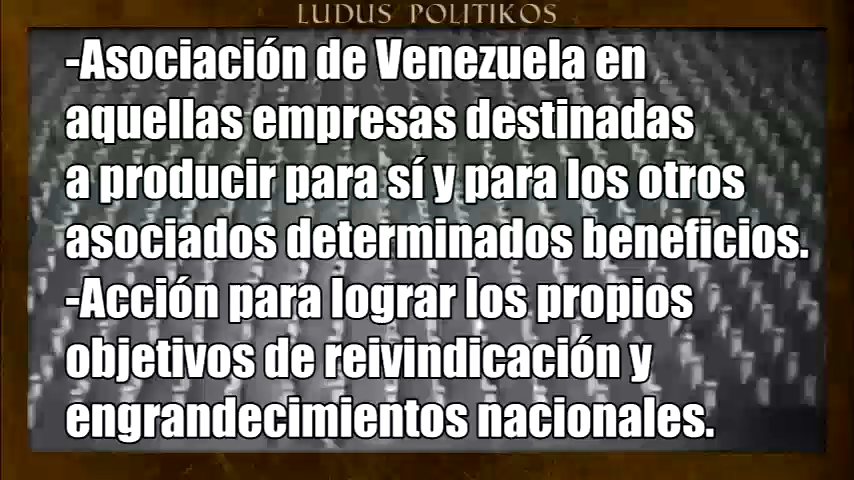 LUDUS POLITIKOS
-Asociación de Venezuela en
aquellas empresas destinadas
a producir para sí y para los otros
asociados determinados beneficios.
-Acción para lograr los propios
objetivos de reivindicación y
engrandecimientos nacionales.